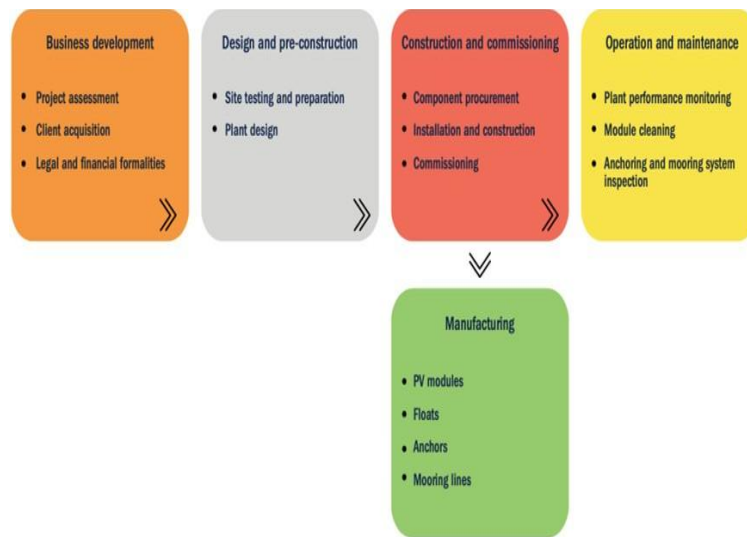 Business development
• Project assessment
• Client acquisition
• Legal and financial formalities
Design and pre-construction
• Site testing and preparation
• Plant design
Construction and commissioning
• Component procurement
• Installation and construction
• Commissioning
Operation and maintenance
• Plant performance monitoring
• Module cleaning
• Anchoring and mooring system
inspection
Manufacturing
• PV modules
• Floats
• Anchors
• Mooring lines